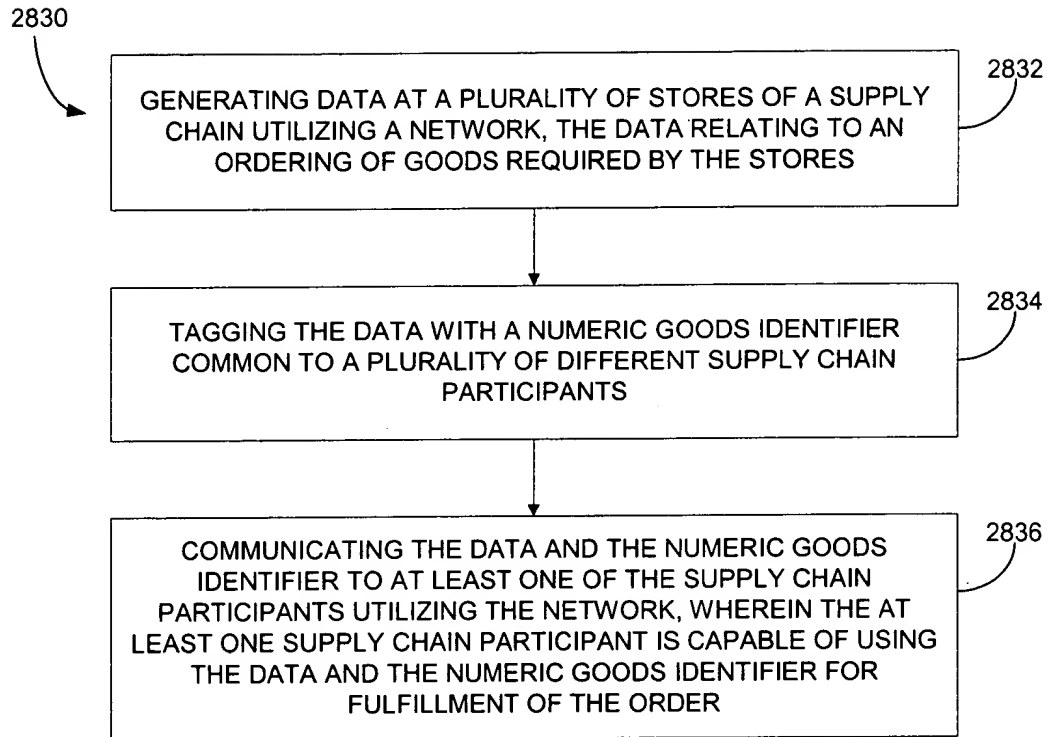 2830
2832
GENERATING DATA AT A PLURALITY OF STORES OF A SUPPLY
CHAIN UTILIZING A NETWORK, THE DATA RELATING TO AN
ORDERING OF GOODS REQUIRED BY THE STORES
2834
TAGGING THE DATA WITH A NUMERIC GOODS IDENTIFIER
COMMON TO A PLURALITY OF DIFFERENT SUPPLY CHAIN
PARTICIPANTS
2836
COMMUNICATING THE DATA AND THE NUMERIC GOODS
IDENTIFIER TO AT LEAST ONE OF THE SUPPLY CHAIN
PARTICIPANTS UTILIZING THE NETWORK, WHEREIN THE AT
LEAST ONE SUPPLY CHAIN PARTICIPANT IS CAPABLE OF USING
THE DATA AND THE NUMERIC GOODS IDENTIFIER FOR
FULFILLMENT OF THE ORDER